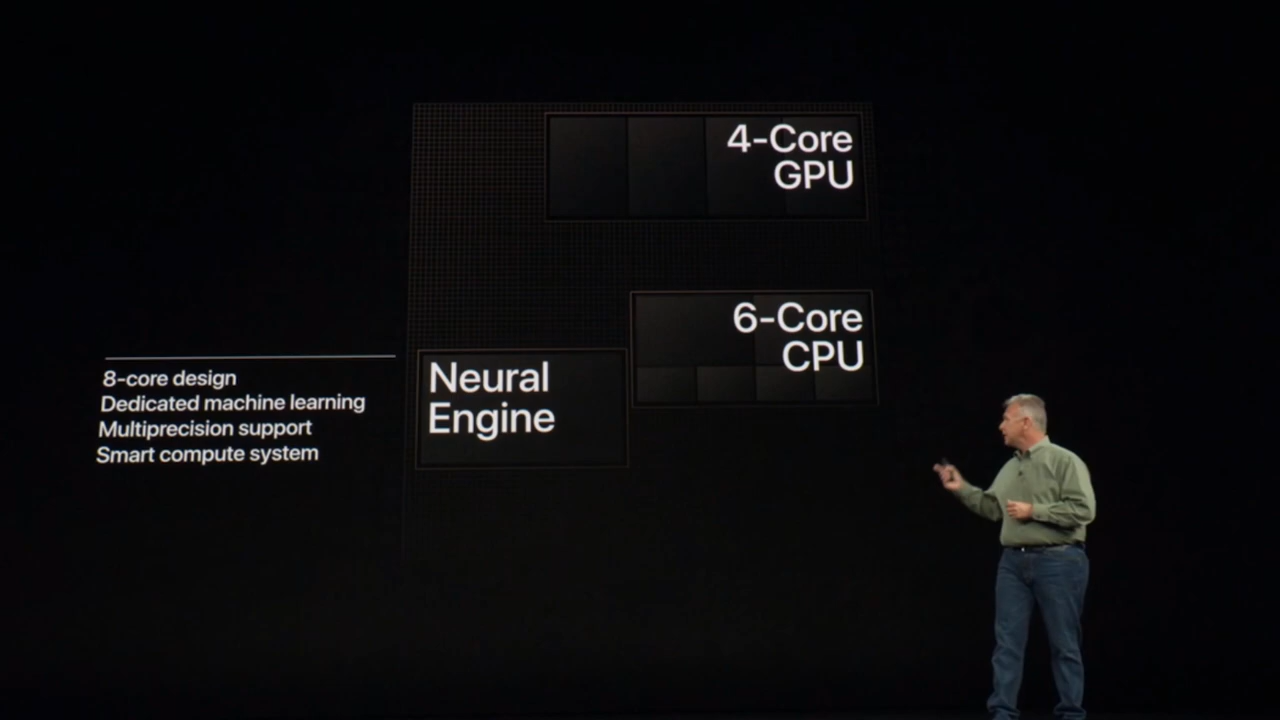 4-Core
GPU
6-Core
CPU
Neural
Engine
8-core design
Dedicated machine learning
Multiprecision support
Smart compute system